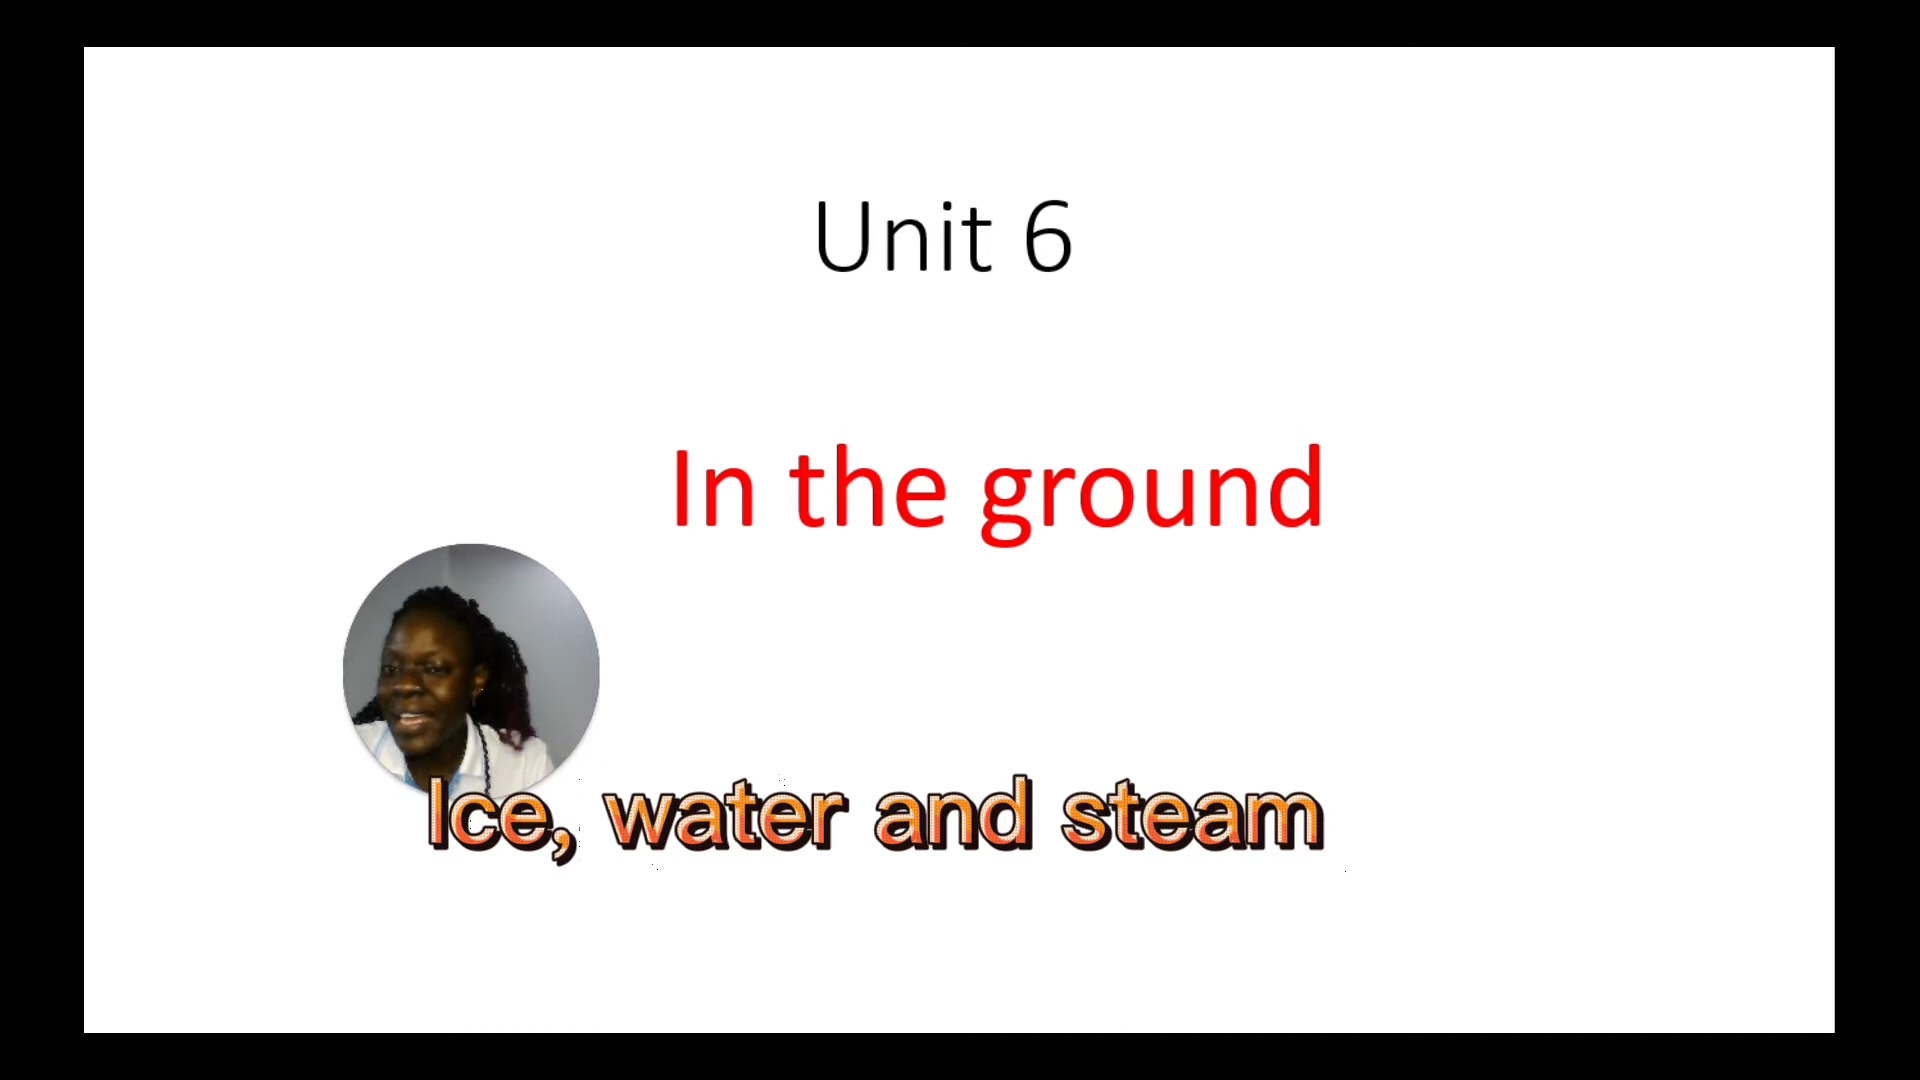 Unit 6
In the ground
Ice, water and steam